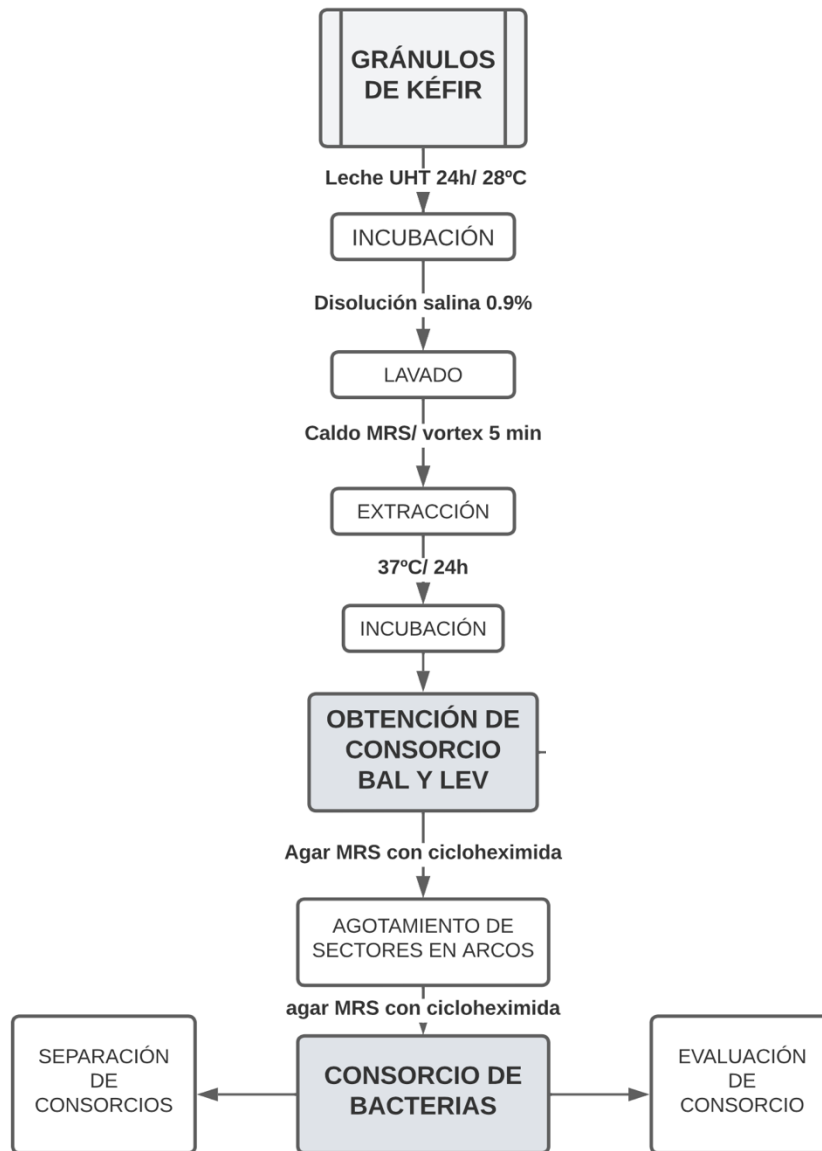 GRÁNULOS
DE KÉFIR
Leche UHT 24h/ 28ºC
INCUBACIÓN
Disolución salina 0.9%
LAVADO
Caldo MRS/ vortex 5 min
EXTRACCIÓN
37ºC/ 24h
INCUBACIÓN
OBTENCIÓN DE
CONSORCIO
BAL Y LEV
Agar MRS con cicloheximida
AGOTAMIENTO DE
SECTORES EN ARCOS
agar MRS con cicloheximida
SEPARACIÓN
DE
CONSORCIOS
CONSORCIO DE
BACTERIAS
EVALUACIÓN
DE
CONSORCIO